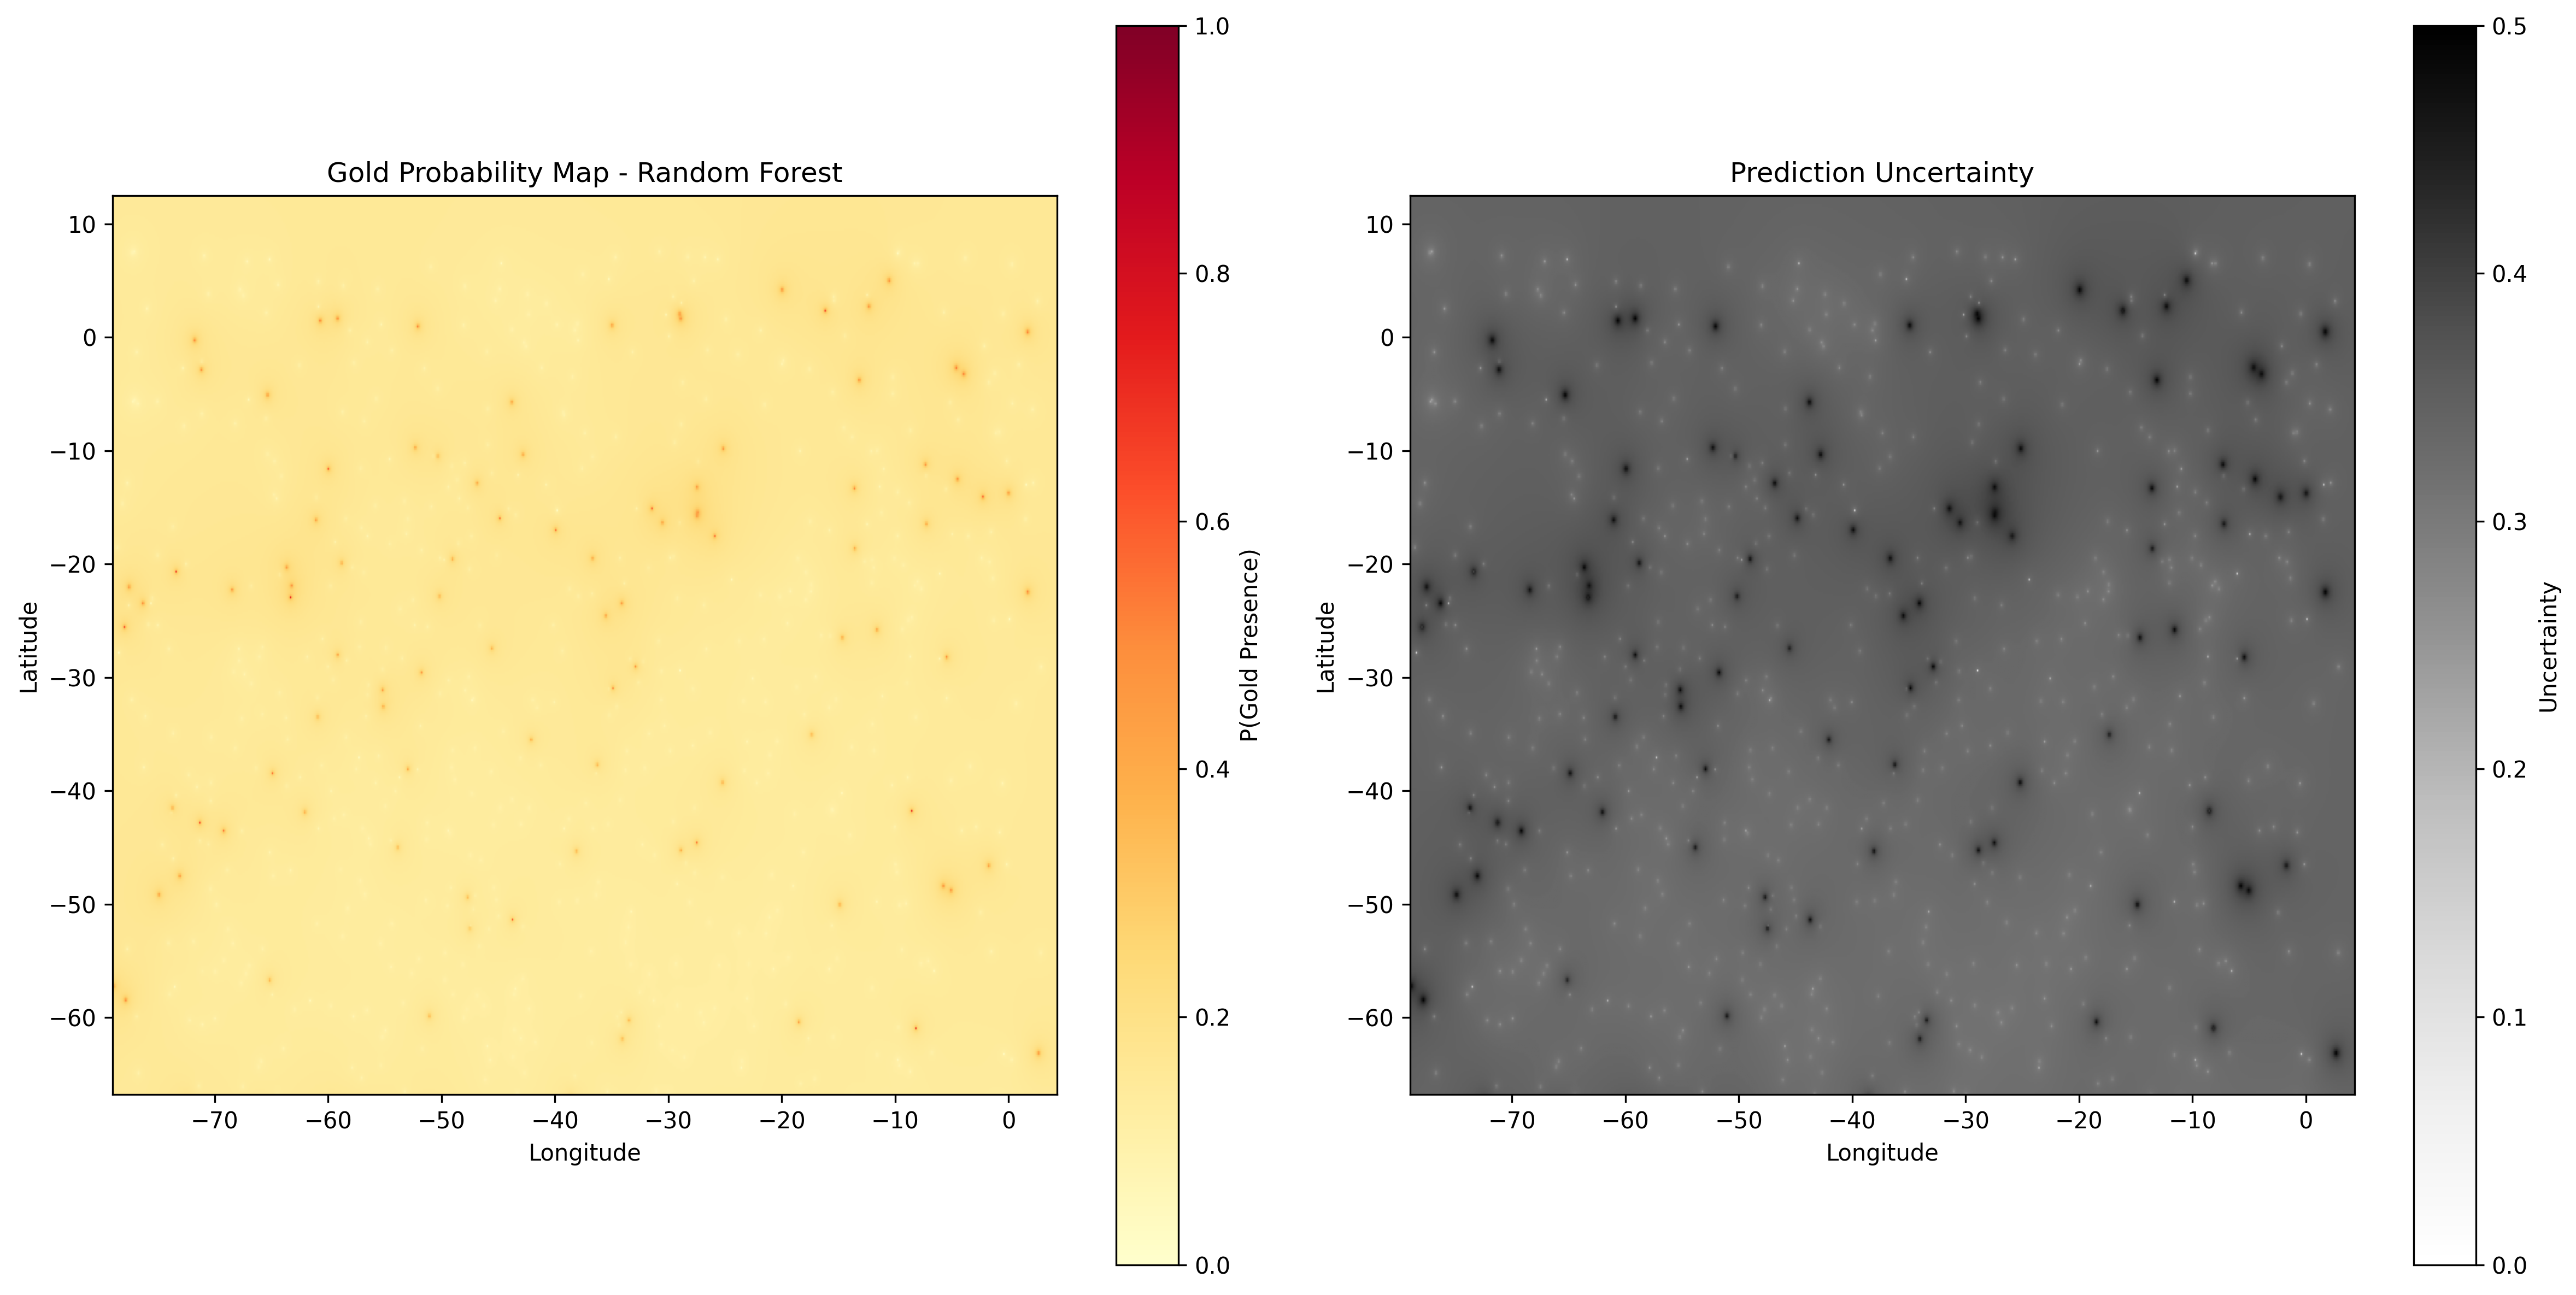 Gold Probability Map - Random Forest
10
0
−10
−20
−30
−40
−50
−60
Latitude
−70 −60 −50 −40 −30 −20 −10 0
Longitude
1.0
0.8
0.6
0.4
0.2
0.0
P(Gold Presence)
Prediction Uncertainty
10
0
−10
−20
−30
−40
−50
−60
Latitude
−70 −60 −50 −40 −30 −20 −10 0
Longitude
0.5
0.4
0.3
0.2
0.1
0.0
Uncertainty